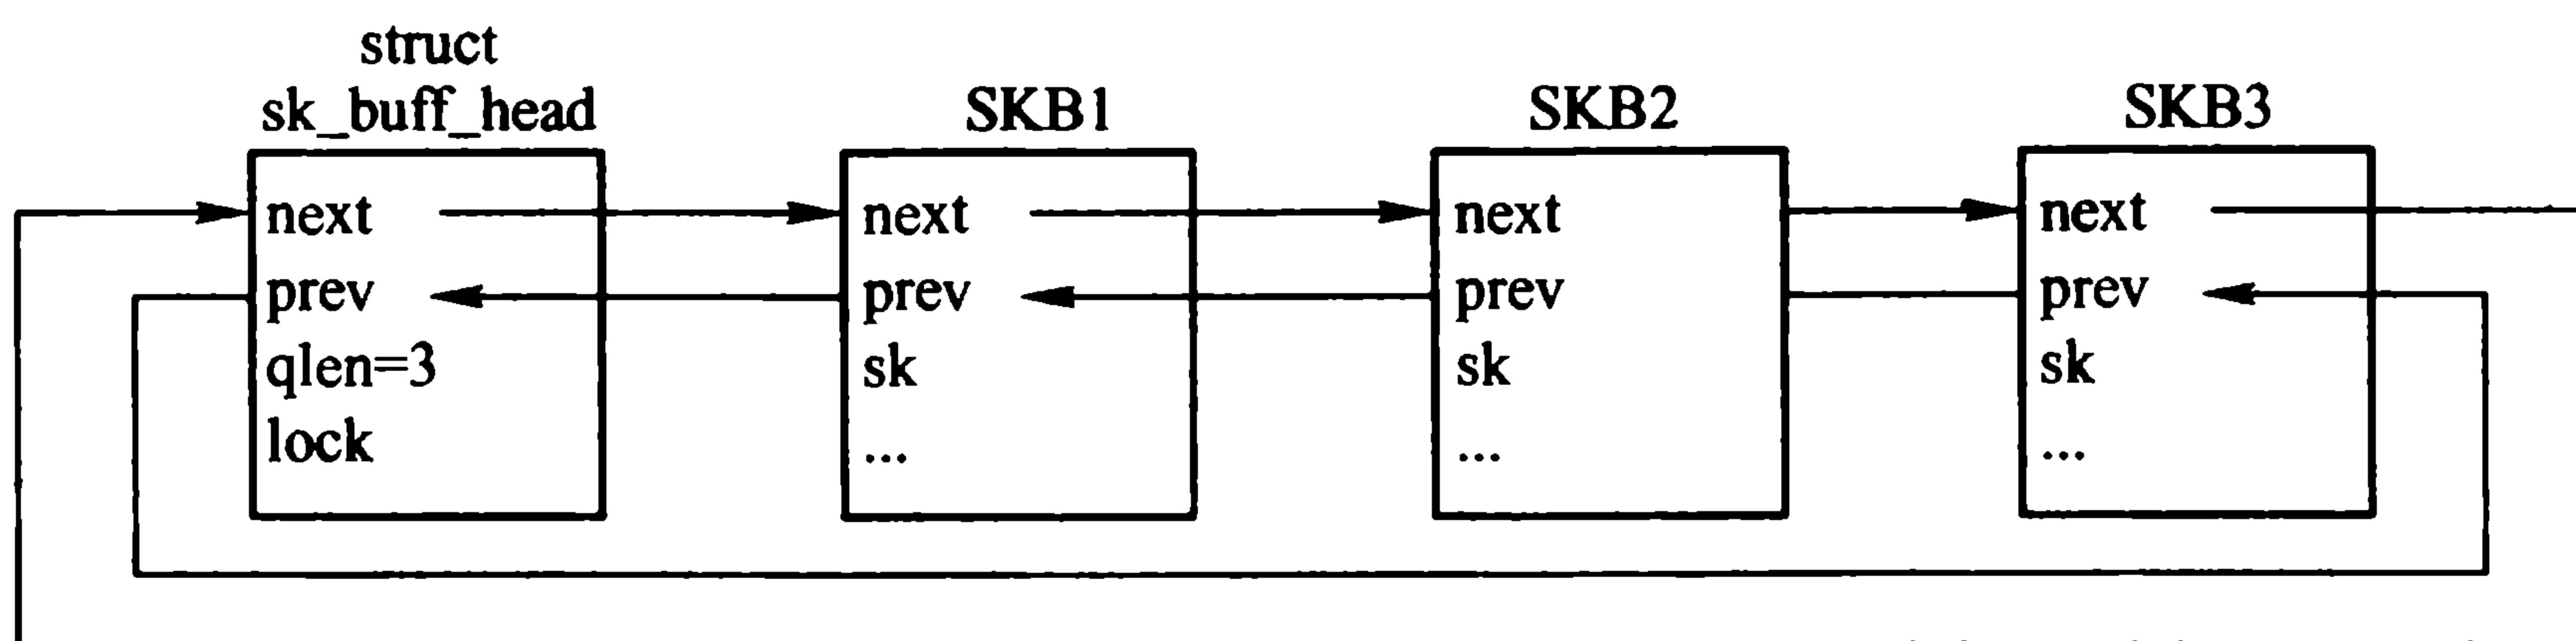 struct
sk_buff_head
next
prev
qlen=3
lock
SKB1
next
prev
sk
...
SKB2
next
prev
sk
...
SKB3
next
prev
sk
...